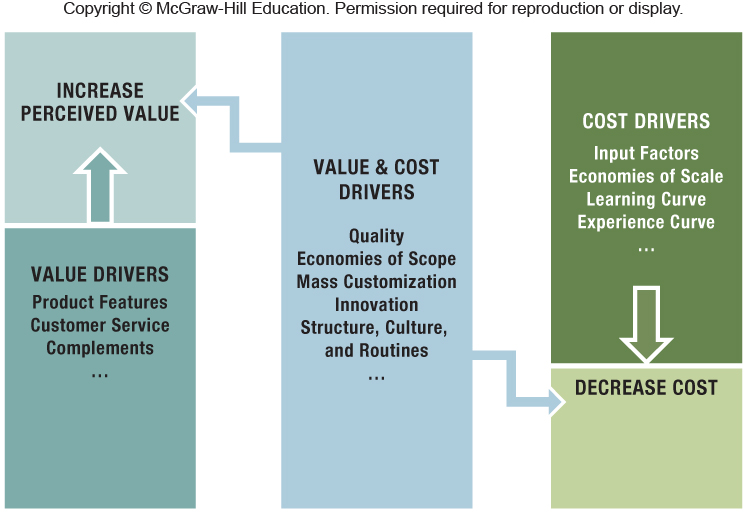 Copyright © McGraw-Hill Education. Permission required for reproduction or display.
INCREASE
PERCEIVED VALUE
VALUE DRIVERS
Product Features
Customer Service
Complements
...
VALUE & COST
DRIVERS
Quality
Economies of Scope
Mass Customization
Innovation
Structure, Culture,
and Routines
...
COST DRIVERS
Input Factors
Economies of Scale
Learning Curve
Experience Curve
...
DECREASE COST